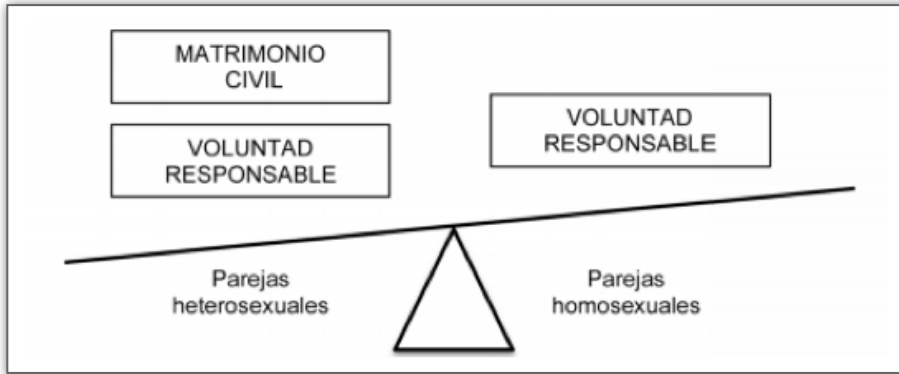 MATRIMONIO
CIVIL
VOLUNTAD
RESPONSABLE
VOLUNTAD
RESPONSABLE
Parejas
heterosexuales
Parejas
homosexuales